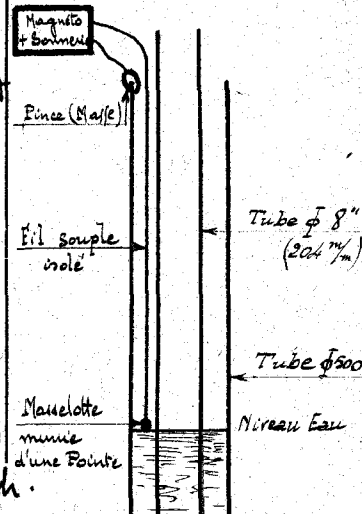 Magnéto
+ Sonnerie
Pince (Masse)
Fil souple
isolé
Tube ϕ 8"
(204 m/m)
Tube ϕ500
Masselotte
munie
d'une Pointe
Niveau Eau